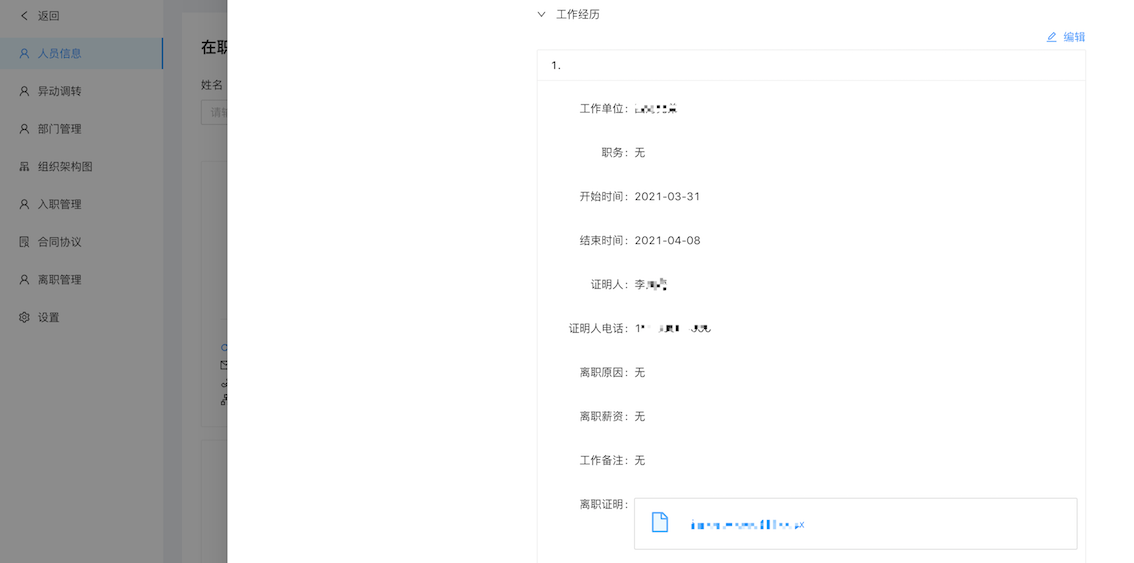 返回
人员信息
异动调转
部门管理
组织架构图
入职管理
合同协议
离职管理
设置
在职
姓名
请输
工作经历
编辑
1.
工作单位：
职务：无
开始时间：2021-03-31
结束时间：2021-04-08
证明人：李
证明人电话：1
离职原因：无
离职薪资：无
工作备注：无
离职证明：